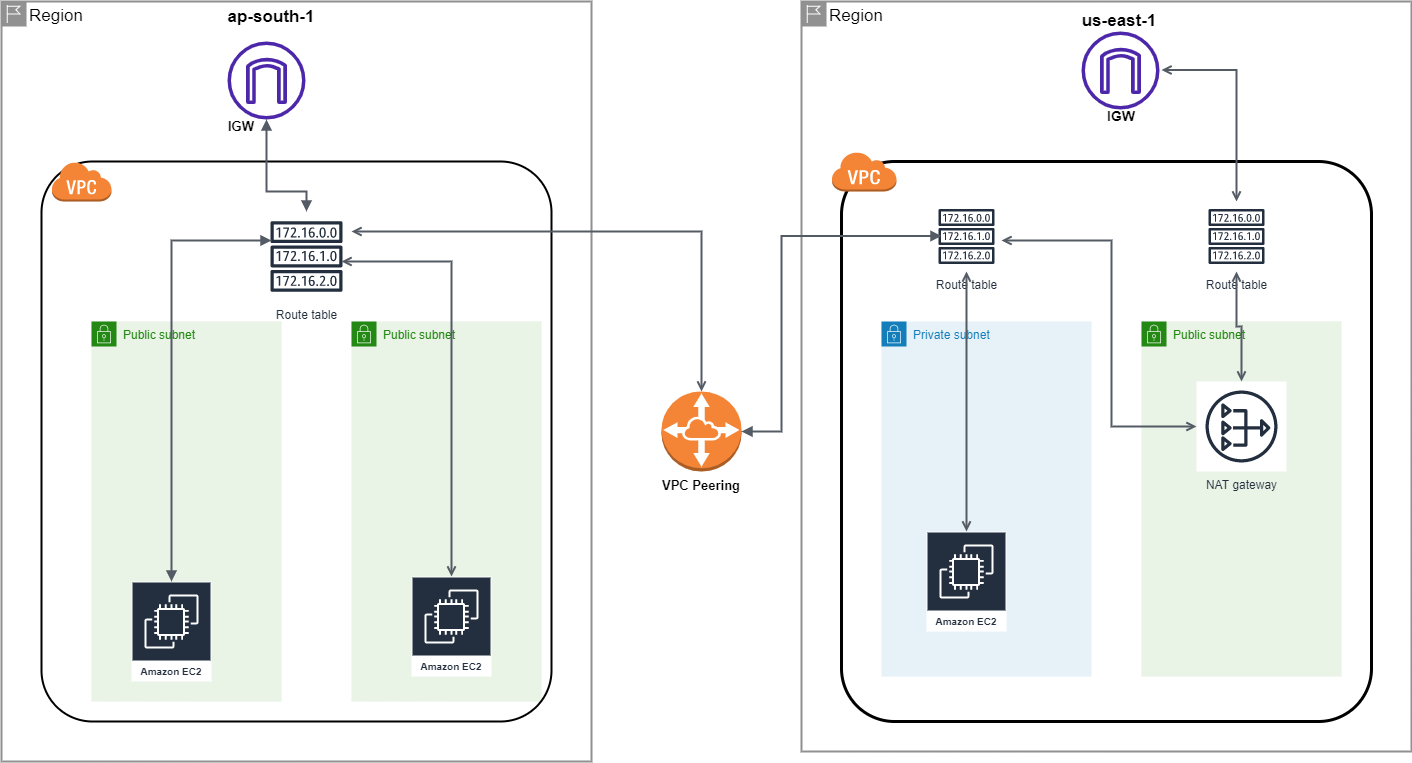 Region
ap-south-1
IGW
VPC
172.16.0.0
172.16.1.0
172.16.2.0
Route table
Public subnet
Public subnet
Amazon EC2
Amazon EC2
VPC Peering
Region
us-east-1
IGW
VPC
172.16.0.0
172.16.1.0
172.16.2.0
Route table
172.16.0.0
172.16.1.0
172.16.2.0
Route table
Private subnet
Public subnet
NAT gateway
Amazon EC2